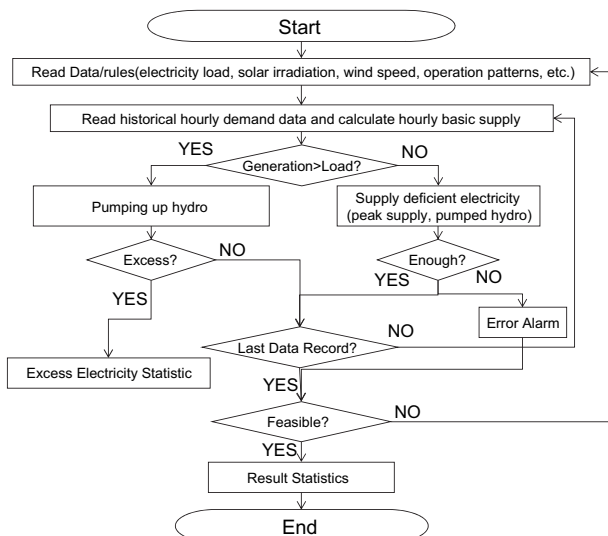 Start
Read Data/rules(electricity load, solar irradiation, wind speed, operation patterns, etc.)
Read historical hourly demand data and calculate hourly basic supply
YES
Generation>Load?
NO
Pumping up hydro
Supply deficient electricity
(peak supply, pumped hydro)
Excess?
NO
Enough?
YES
NO
YES
Error Alarm
Last Data Record?
NO
Excess Electricity Statistic
YES
Feasible?
NO
YES
Result Statistics
End